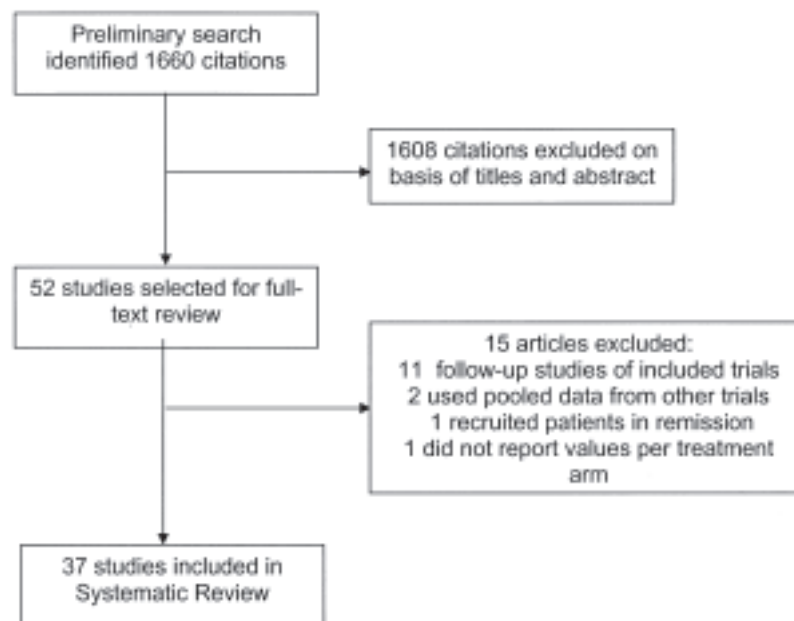 Preliminary search
identified 1660 citations
1608 citations excluded on
basis of titles and abstract
52 studies selected for full-
text review
15 articles excluded:
11 follow-up studies of included trials
2 used pooled data from other trials
1 recruited patients in remission
1 did not report values per treatment
arm
37 studies included in
Systematic Review